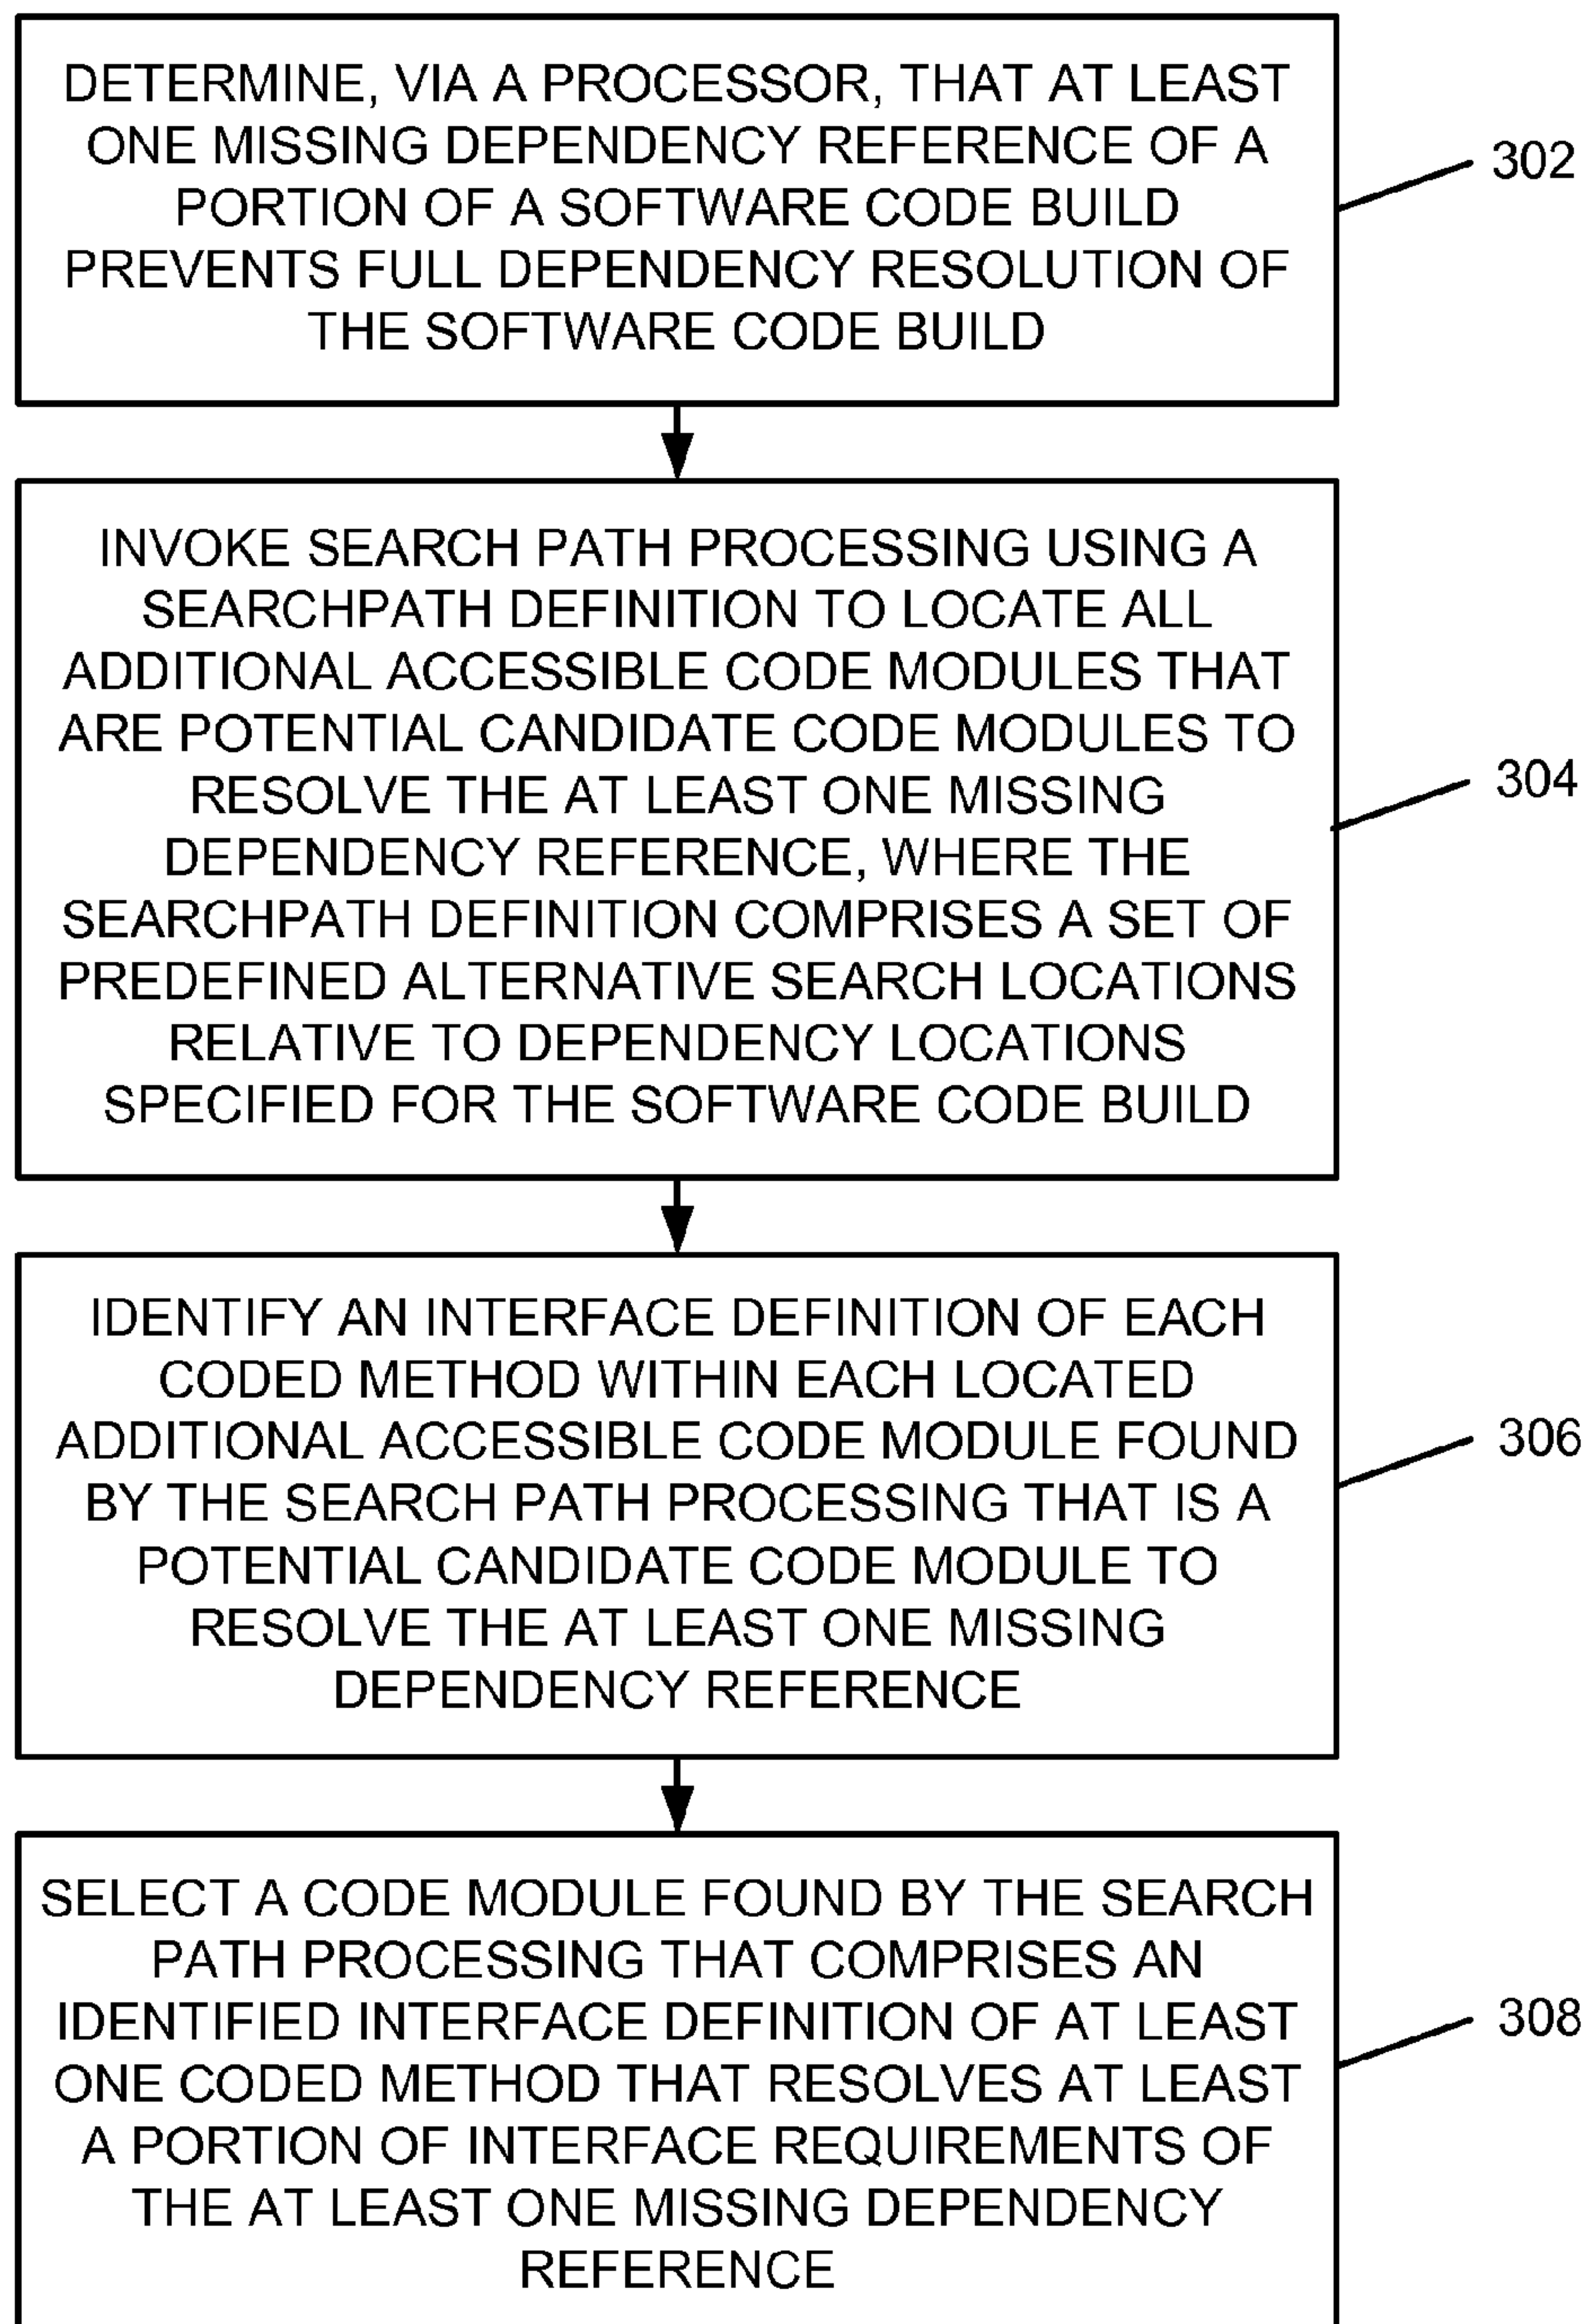 DETERMINE, VIA A PROCESSOR, THAT AT LEAST
ONE MISSING DEPENDENCY REFERENCE OF A
PORTION OF A SOFTWARE CODE BUILD
PREVENTS FULL DEPENDENCY RESOLUTION OF
THE SOFTWARE CODE BUILD
302
INVOKE SEARCH PATH PROCESSING USING A
SEARCHPATH DEFINITION TO LOCATE ALL
ADDITIONAL ACCESSIBLE CODE MODULES THAT
ARE POTENTIAL CANDIDATE CODE MODULES TO
RESOLVE THE AT LEAST ONE MISSING
DEPENDENCY REFERENCE, WHERE THE
SEARCHPATH DEFINITION COMPRISES A SET OF
PREDEFINED ALTERNATIVE SEARCH LOCATIONS
RELATIVE TO DEPENDENCY LOCATIONS
SPECIFIED FOR THE SOFTWARE CODE BUILD
304
IDENTIFY AN INTERFACE DEFINITION OF EACH
CODED METHOD WITHIN EACH LOCATED
ADDITIONAL ACCESSIBLE CODE MODULE FOUND
BY THE SEARCH PATH PROCESSING THAT IS A
POTENTIAL CANDIDATE CODE MODULE TO
RESOLVE THE AT LEAST ONE MISSING
DEPENDENCY REFERENCE
306
SELECT A CODE MODULE FOUND BY THE SEARCH
PATH PROCESSING THAT COMPRISES AN
IDENTIFIED INTERFACE DEFINITION OF AT LEAST
ONE CODED METHOD THAT RESOLVES AT LEAST
A PORTION OF INTERFACE REQUIREMENTS OF
THE AT LEAST ONE MISSING DEPENDENCY
REFERENCE
308